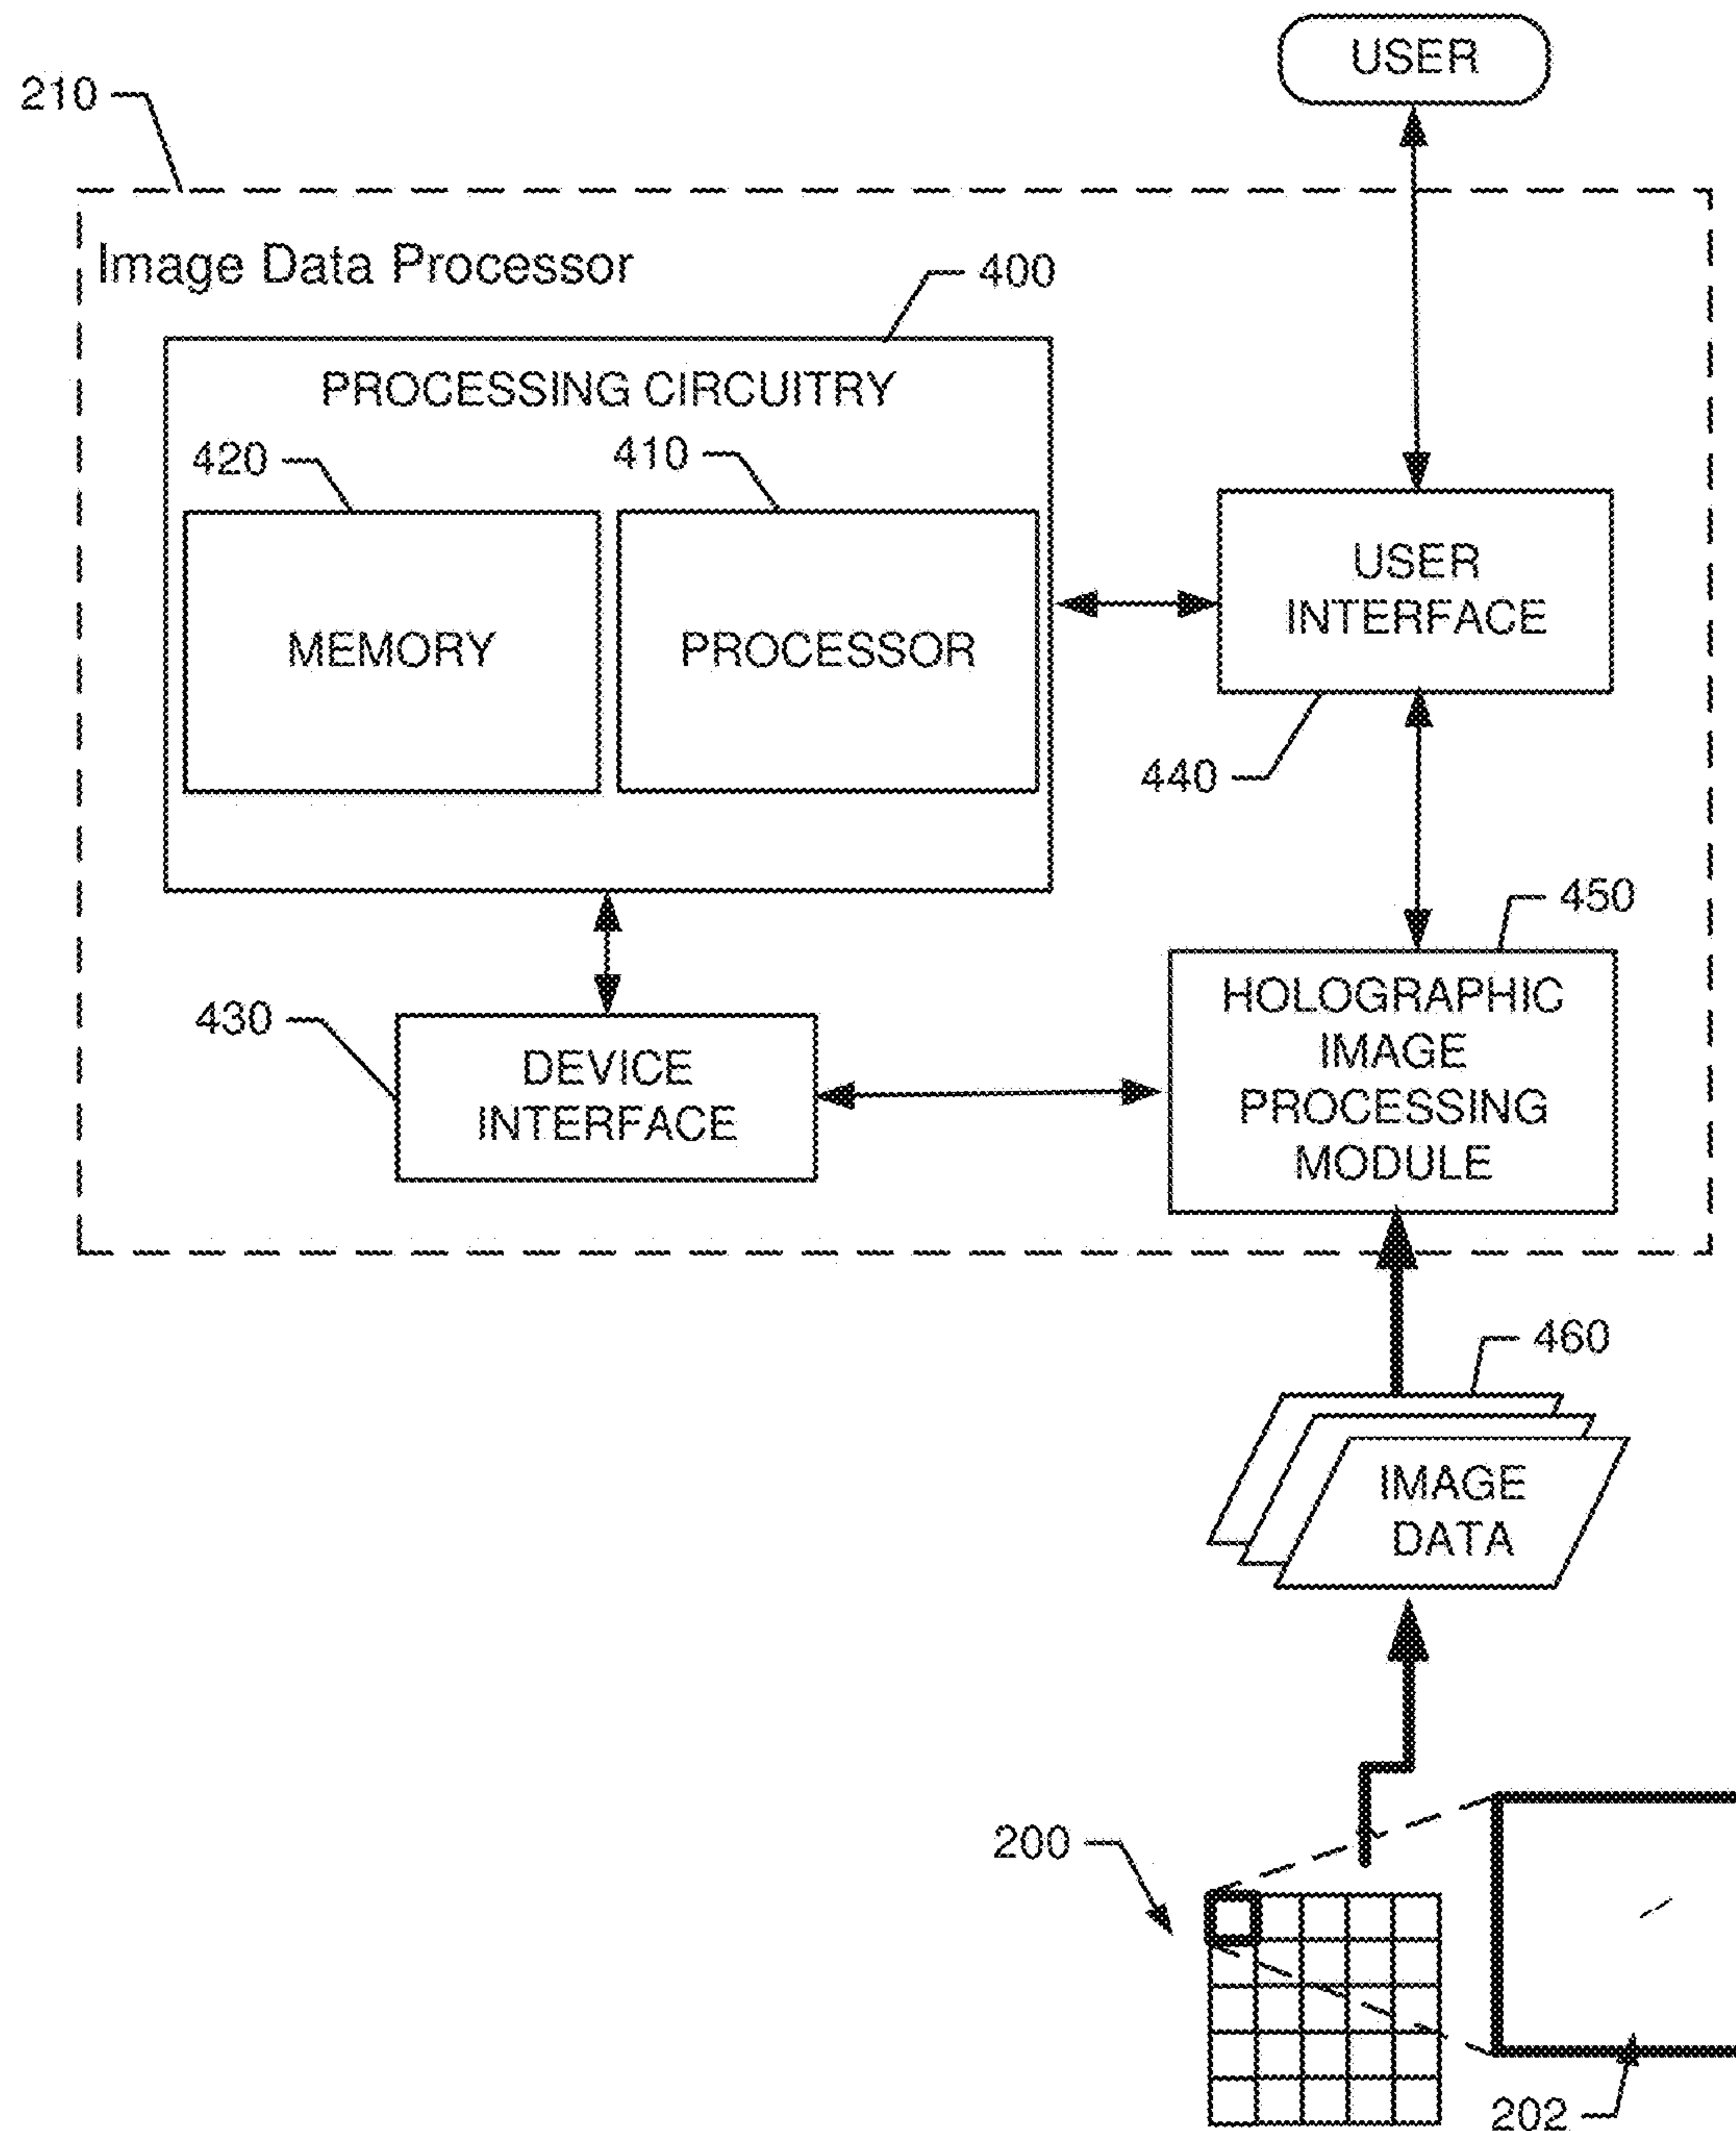 USER
210
Image Data Processor
400
PROCESSING CIRCUITRY
420
410
MEMORY
PROCESSOR
USER
INTERFACE
440
450
HOLOGRAPHIC
IMAGE
PROCESSING
MODULE
430
DEVICE
INTERFACE
460
IMAGE
DATA
200
202